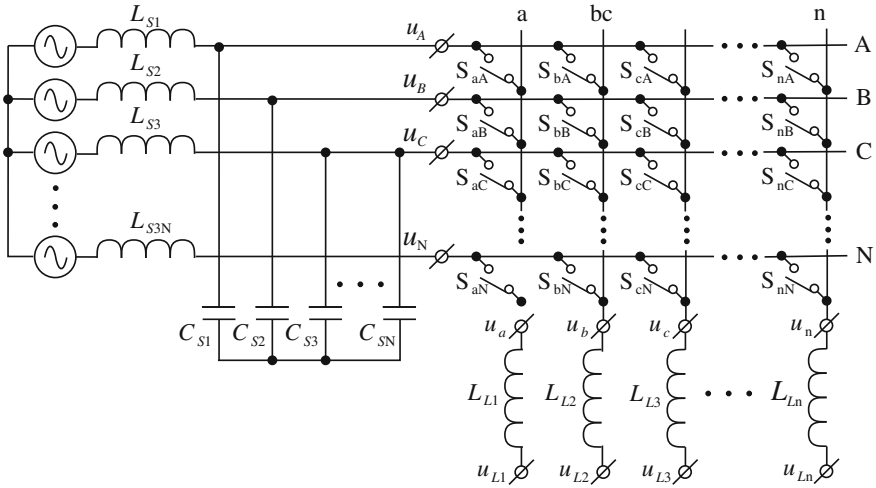 L_S1 a bc n
u_A A
S_aA S_bA S_cA S_nA
L_S2
u_B B
L_S3
S_aB S_bB S_cB S_nB
u_C C
S_aC S_bC S_cC S_nC
L_S3N
u_N N
S_aN S_bN S_cN S_nN
C_S1 C_S2 C_S3 C_SN
u_a u_b u_c u_n
L_L1 L_L2 L_L3 L_Ln
u_L1 u_L2 u_L3 u_Ln